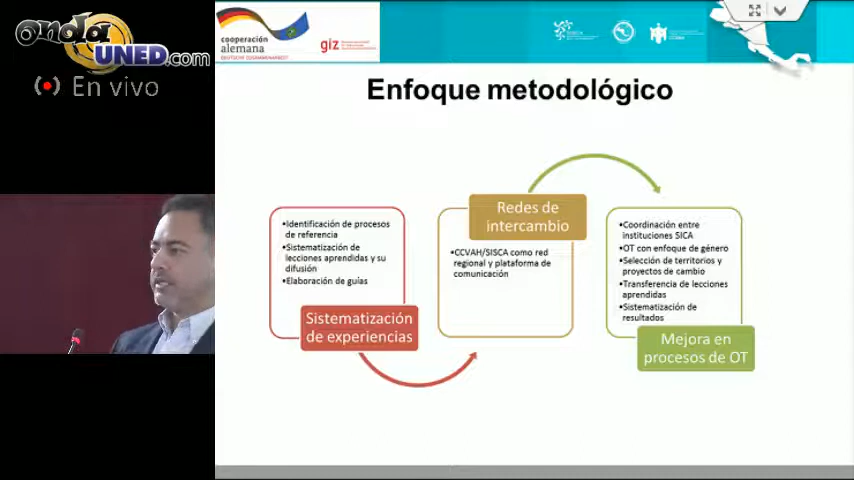 onda
UNED.com
En vivo
cooperación
alemana
DEUTSCHE ZUSAMMENARBEIT
giz
Enfoque metodológico
•Identificación de procesos
de referencia
•Sistematización de
lecciones aprendidas y su
difusión
•Elaboración de guías
Sistematización
de experiencias
Redes de
intercambio
•CCVAH/SISCA como red
regional y plataforma de
comunicación
•Coordinación entre
instituciones SICA
•OT con enfoque de género
•Selección de territorios y
proyectos de cambio
•Transferencia de lecciones
aprendidas
•Sistematización de
resultados
Mejora en
procesos de OT